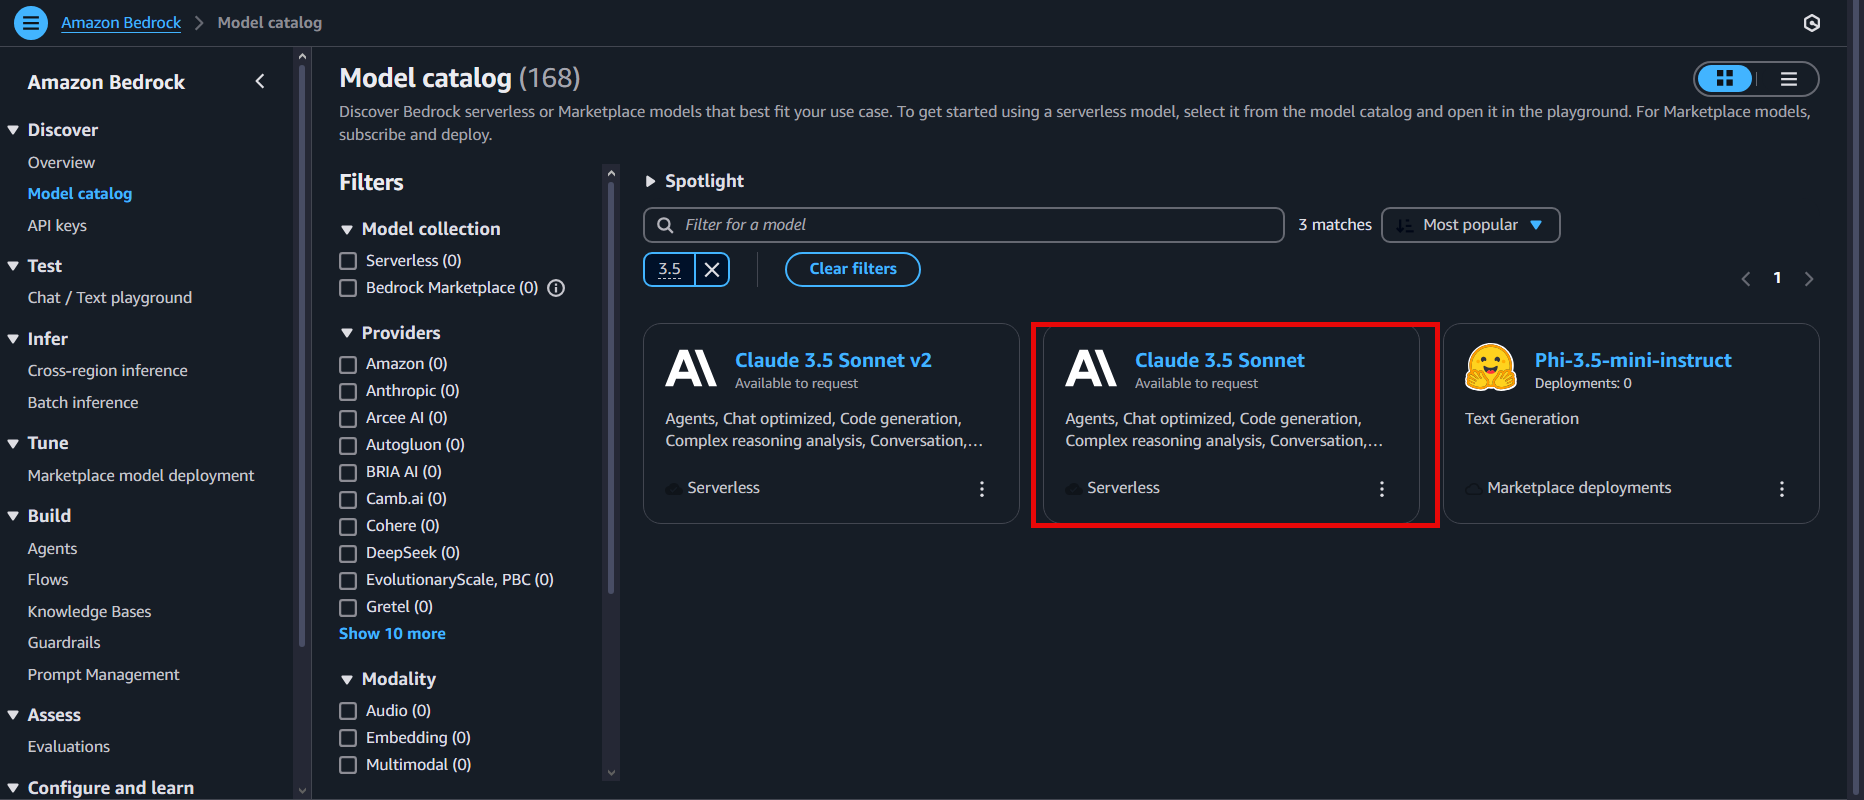 Amazon Bedrock > Model catalog
Amazon Bedrock
Discover
Overview
Model catalog
API keys
Test
Chat / Text playground
Infer
Cross-region inference
Batch inference
Tune
Marketplace model deployment
Build
Agents
Flows
Knowledge Bases
Guardrails
Prompt Management
Assess
Evaluations
Configure and learn
Model catalog (168)
Discover Bedrock serverless or Marketplace models that best fit your use case. To get started using a serverless model, select it from the model catalog and open it in the playground. For Marketplace models,
subscribe and deploy.
Filters
Model collection
Serverless (0)
Bedrock Marketplace (0)
Providers
Amazon (0)
Anthropic (0)
Arcee AI (0)
Autogluon (0)
BRIA AI (0)
Camb.ai (0)
Cohere (0)
DeepSeek (0)
EvolutionaryScale, PBC (0)
Gretel (0)
Show 10 more
Modality
Audio (0)
Embedding (0)
Multimodal (0)
Spotlight
Filter for a model
3 matches
Most popular
3.5
Clear filters
1
Claude 3.5 Sonnet v2
Available to request
Agents, Chat optimized, Code generation,
Complex reasoning analysis, Conversation,...
Serverless
Claude 3.5 Sonnet
Available to request
Agents, Chat optimized, Code generation,
Complex reasoning analysis, Conversation,...
Serverless
Phi-3.5-mini-instruct
Deployments: 0
Text Generation
Marketplace deployments